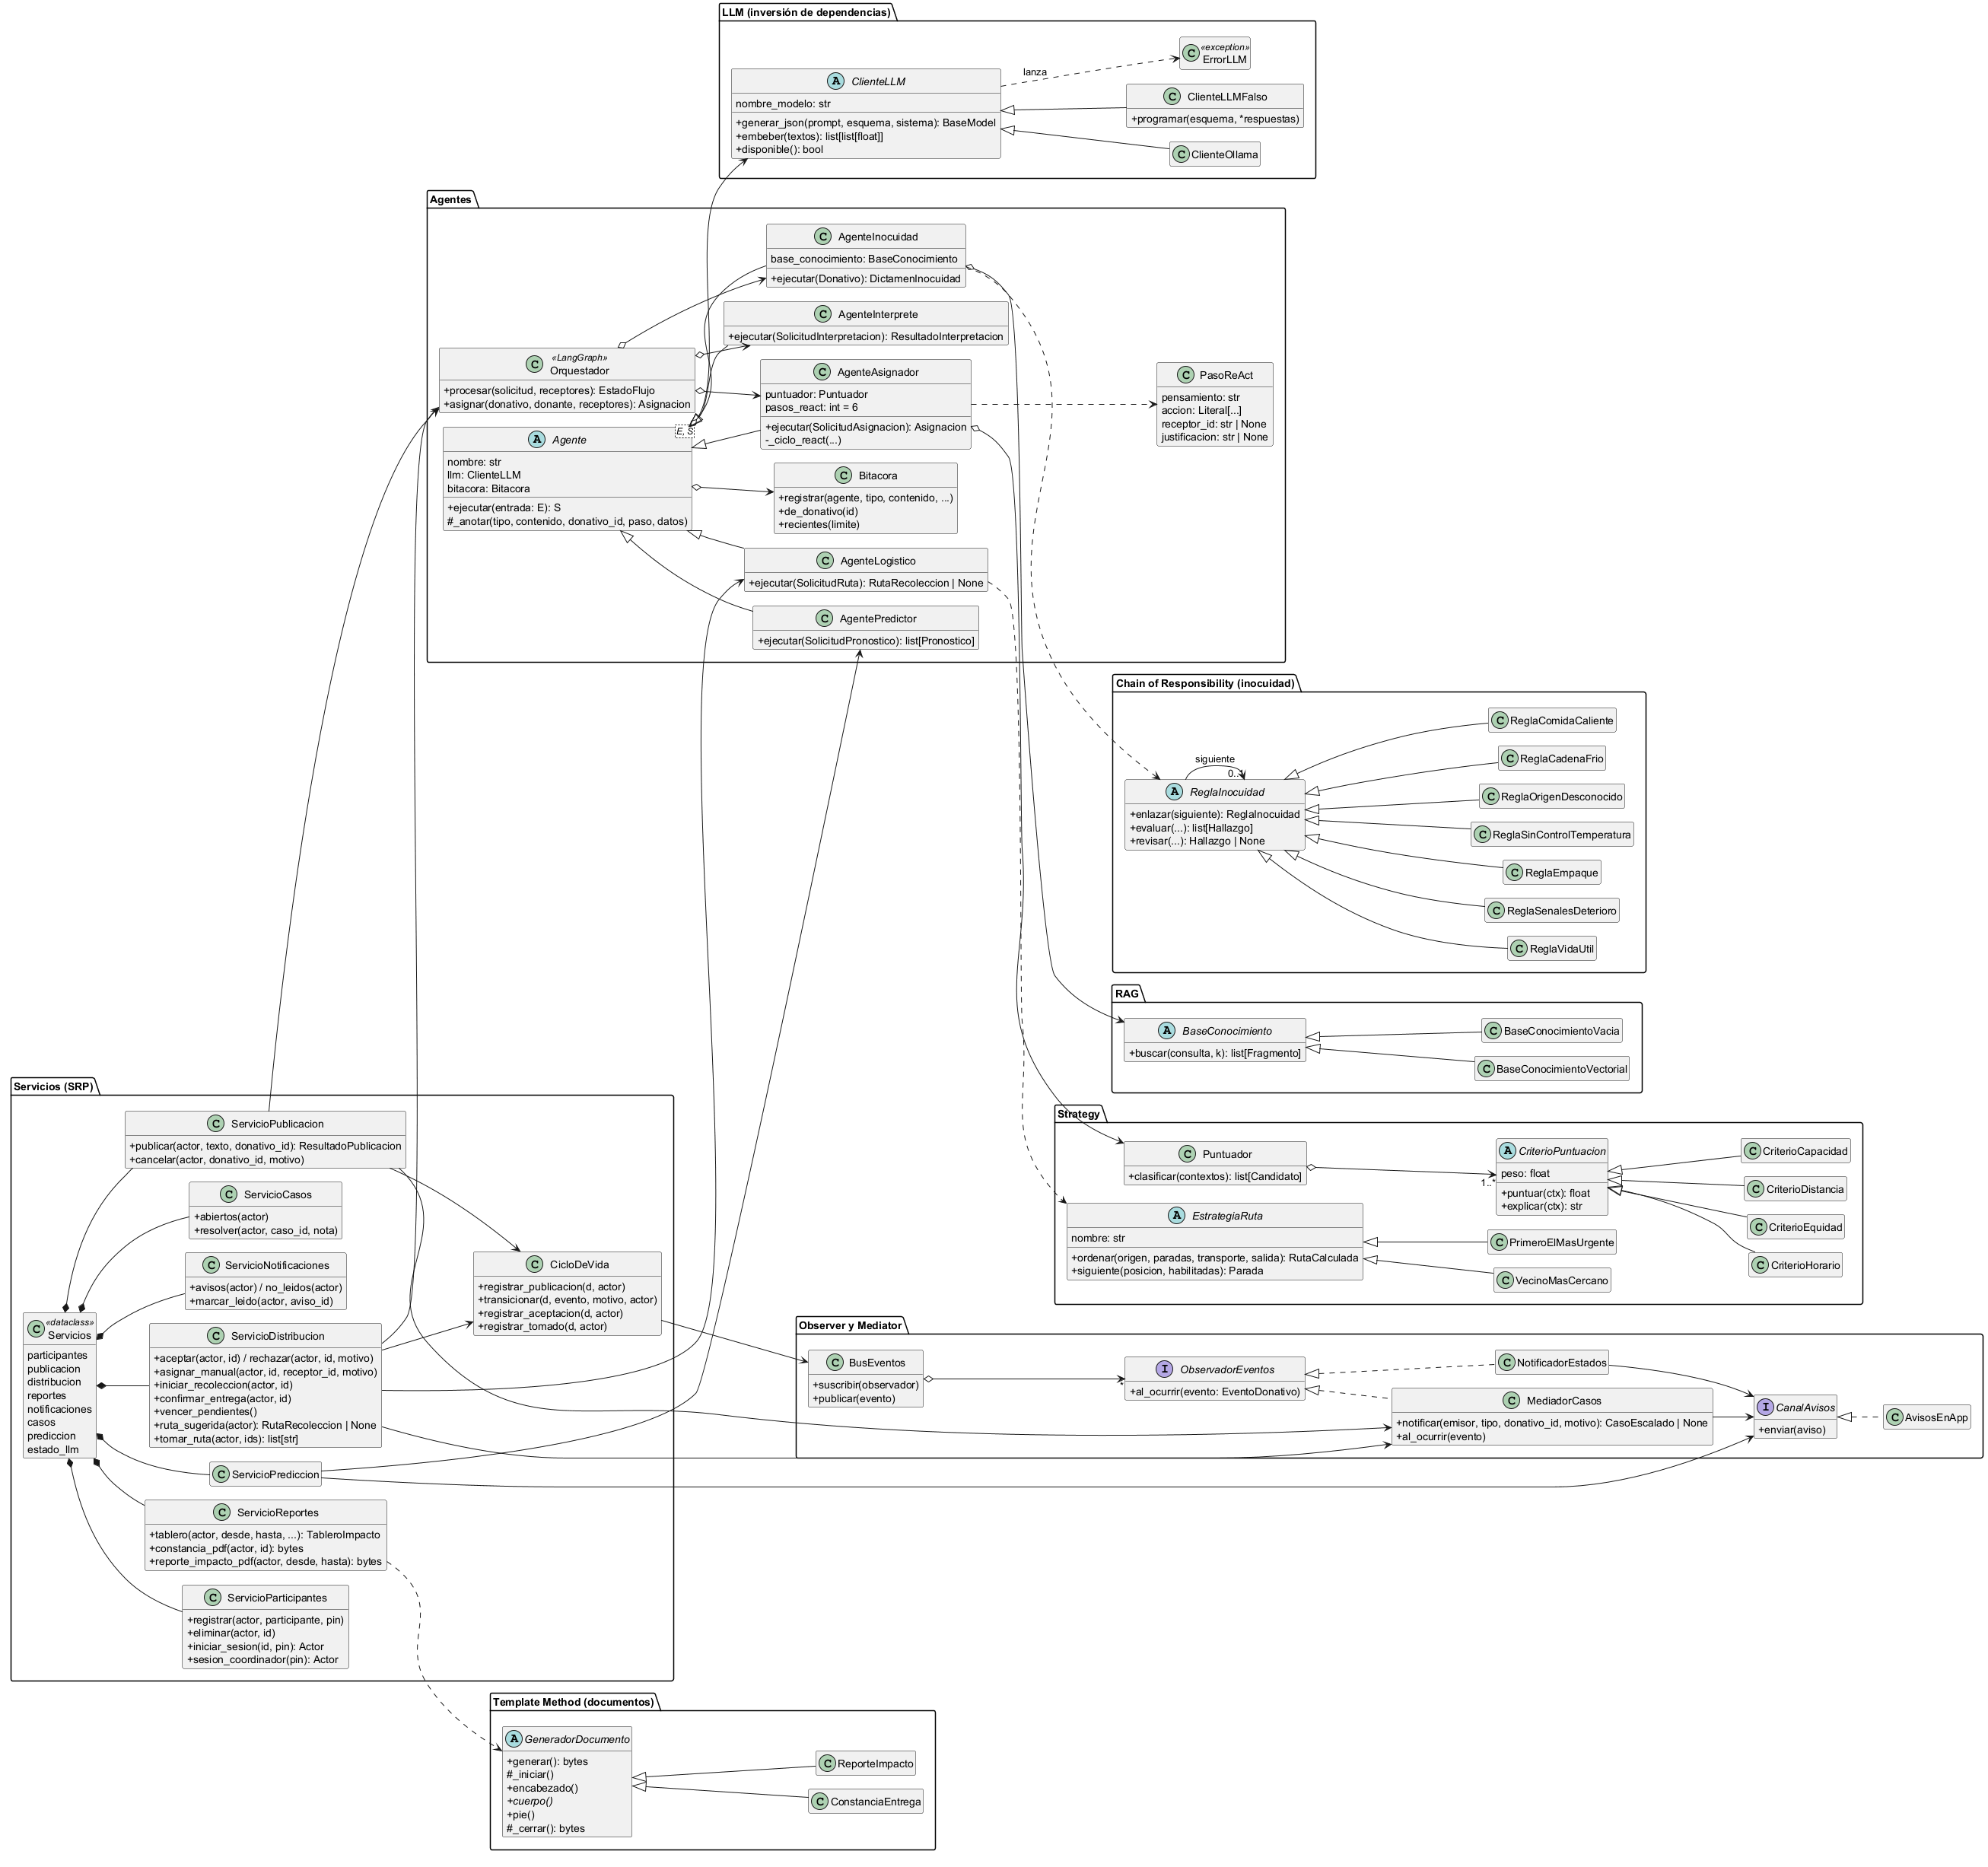 LLM (inversión de dependencias)
«exception»
ErrorLLM
lanza
ClienteLLM
nombre_modelo: str
+generar_json(prompt, esquema, sistema): BaseModel
+embeber(textos): list[list[float]]
+disponible(): bool
ClienteLLMFalso
+programar(esquema, *respuestas)
ClienteOllama
Agentes
AgenteInocuidad
base_conocimiento: BaseConocimiento
+ejecutar(Donativo): DictamenInocuidad
AgenteInterprete
+ejecutar(SolicitudInterpretacion): ResultadoInterpretacion
«LangGraph»
Orquestador
+procesar(solicitud, receptores): EstadoFlujo
+asignar(donativo, donante, receptores): Asignacion
AgenteAsignador
puntuador: Puntuador
pasos_react: int = 6
+ejecutar(SolicitudAsignacion): Asignacion
-_ciclo_react(...)
PasoReAct
pensamiento: str
accion: Literal[...]
receptor_id: str | None
justificacion: str | None
Agente
E, S
nombre: str
llm: ClienteLLM
bitacora: Bitacora
+ejecutar(entrada: E): S
#_anotar(tipo, contenido, donativo_id, paso, datos)
Bitacora
+registrar(agente, tipo, contenido, ...)
+de_donativo(id)
+recientes(limite)
AgenteLogistico
+ejecutar(SolicitudRuta): RutaRecoleccion | None
AgentePredictor
+ejecutar(SolicitudPronostico): list[Pronostico]
Chain of Responsibility (inocuidad)
siguiente
0..1
ReglaInocuidad
+enlazar(siguiente): ReglaInocuidad
+evaluar(...): list[Hallazgo]
+revisar(...): Hallazgo | None
ReglaComidaCaliente
ReglaCadenaFrio
ReglaOrigenDesconocido
ReglaSinControlTemperatura
ReglaEmpaque
ReglaSenalesDeterioro
ReglaVidaUtil
RAG
BaseConocimiento
+buscar(consulta, k): list[Fragmento]
BaseConocimientoVacia
BaseConocimientoVectorial
Strategy
Puntuador
+clasificar(contextos): list[Candidato]
1..*
CriterioPuntuacion
peso: float
+puntuar(ctx): float
+explicar(ctx): str
CriterioCapacidad
CriterioDistancia
CriterioEquidad
CriterioHorario
EstrategiaRuta
nombre: str
+ordenar(origen, paradas, transporte, salida): RutaCalculada
+siguiente(posicion, habilitadas): Parada
PrimeroElMasUrgente
VecinoMasCercano
Servicios (SRP)
ServicioPublicacion
+publicar(actor, texto, donativo_id): ResultadoPublicacion
+cancelar(actor, donativo_id, motivo)
ServicioCasos
+abiertos(actor)
+resolver(actor, caso_id, nota)
ServicioNotificaciones
+avisos(actor) / no_leidos(actor)
+marcar_leido(actor, aviso_id)
CicloDeVida
+registrar_publicacion(d, actor)
+transicionar(d, evento, motivo, actor)
+registrar_aceptacion(d, actor)
+registrar_tomado(d, actor)
«dataclass»
Servicios
participantes
publicacion
distribucion
reportes
notificaciones
casos
prediccion
estado_llm
ServicioDistribucion
+aceptar(actor, id) / rechazar(actor, id, motivo)
+asignar_manual(actor, id, receptor_id, motivo)
+iniciar_recoleccion(actor, id)
+confirmar_entrega(actor, id)
+vencer_pendientes()
+ruta_sugerida(actor): RutaRecoleccion | None
+tomar_ruta(actor, ids): list[str]
ServicioPrediccion
ServicioReportes
+tablero(actor, desde, hasta, ...): TableroImpacto
+constancia_pdf(actor, id): bytes
+reporte_impacto_pdf(actor, desde, hasta): bytes
ServicioParticipantes
+registrar(actor, participante, pin)
+eliminar(actor, id)
+iniciar_sesion(id, pin): Actor
+sesion_coordinador(pin): Actor
Observer y Mediator
BusEventos
+suscribir(observador)
+publicar(evento)
*
ObservadorEventos
+al_ocurrir(evento: EventoDonativo)
NotificadorEstados
MediadorCasos
+notificar(emisor, tipo, donativo_id, motivo): CasoEscalado | None
+al_ocurrir(evento)
CanalAvisos
+enviar(aviso)
AvisosEnApp
Template Method (documentos)
GeneradorDocumento
+generar(): bytes
#_iniciar()
+encabezado()
+cuerpo()
+pie()
#_cerrar(): bytes
ReporteImpacto
ConstanciaEntrega